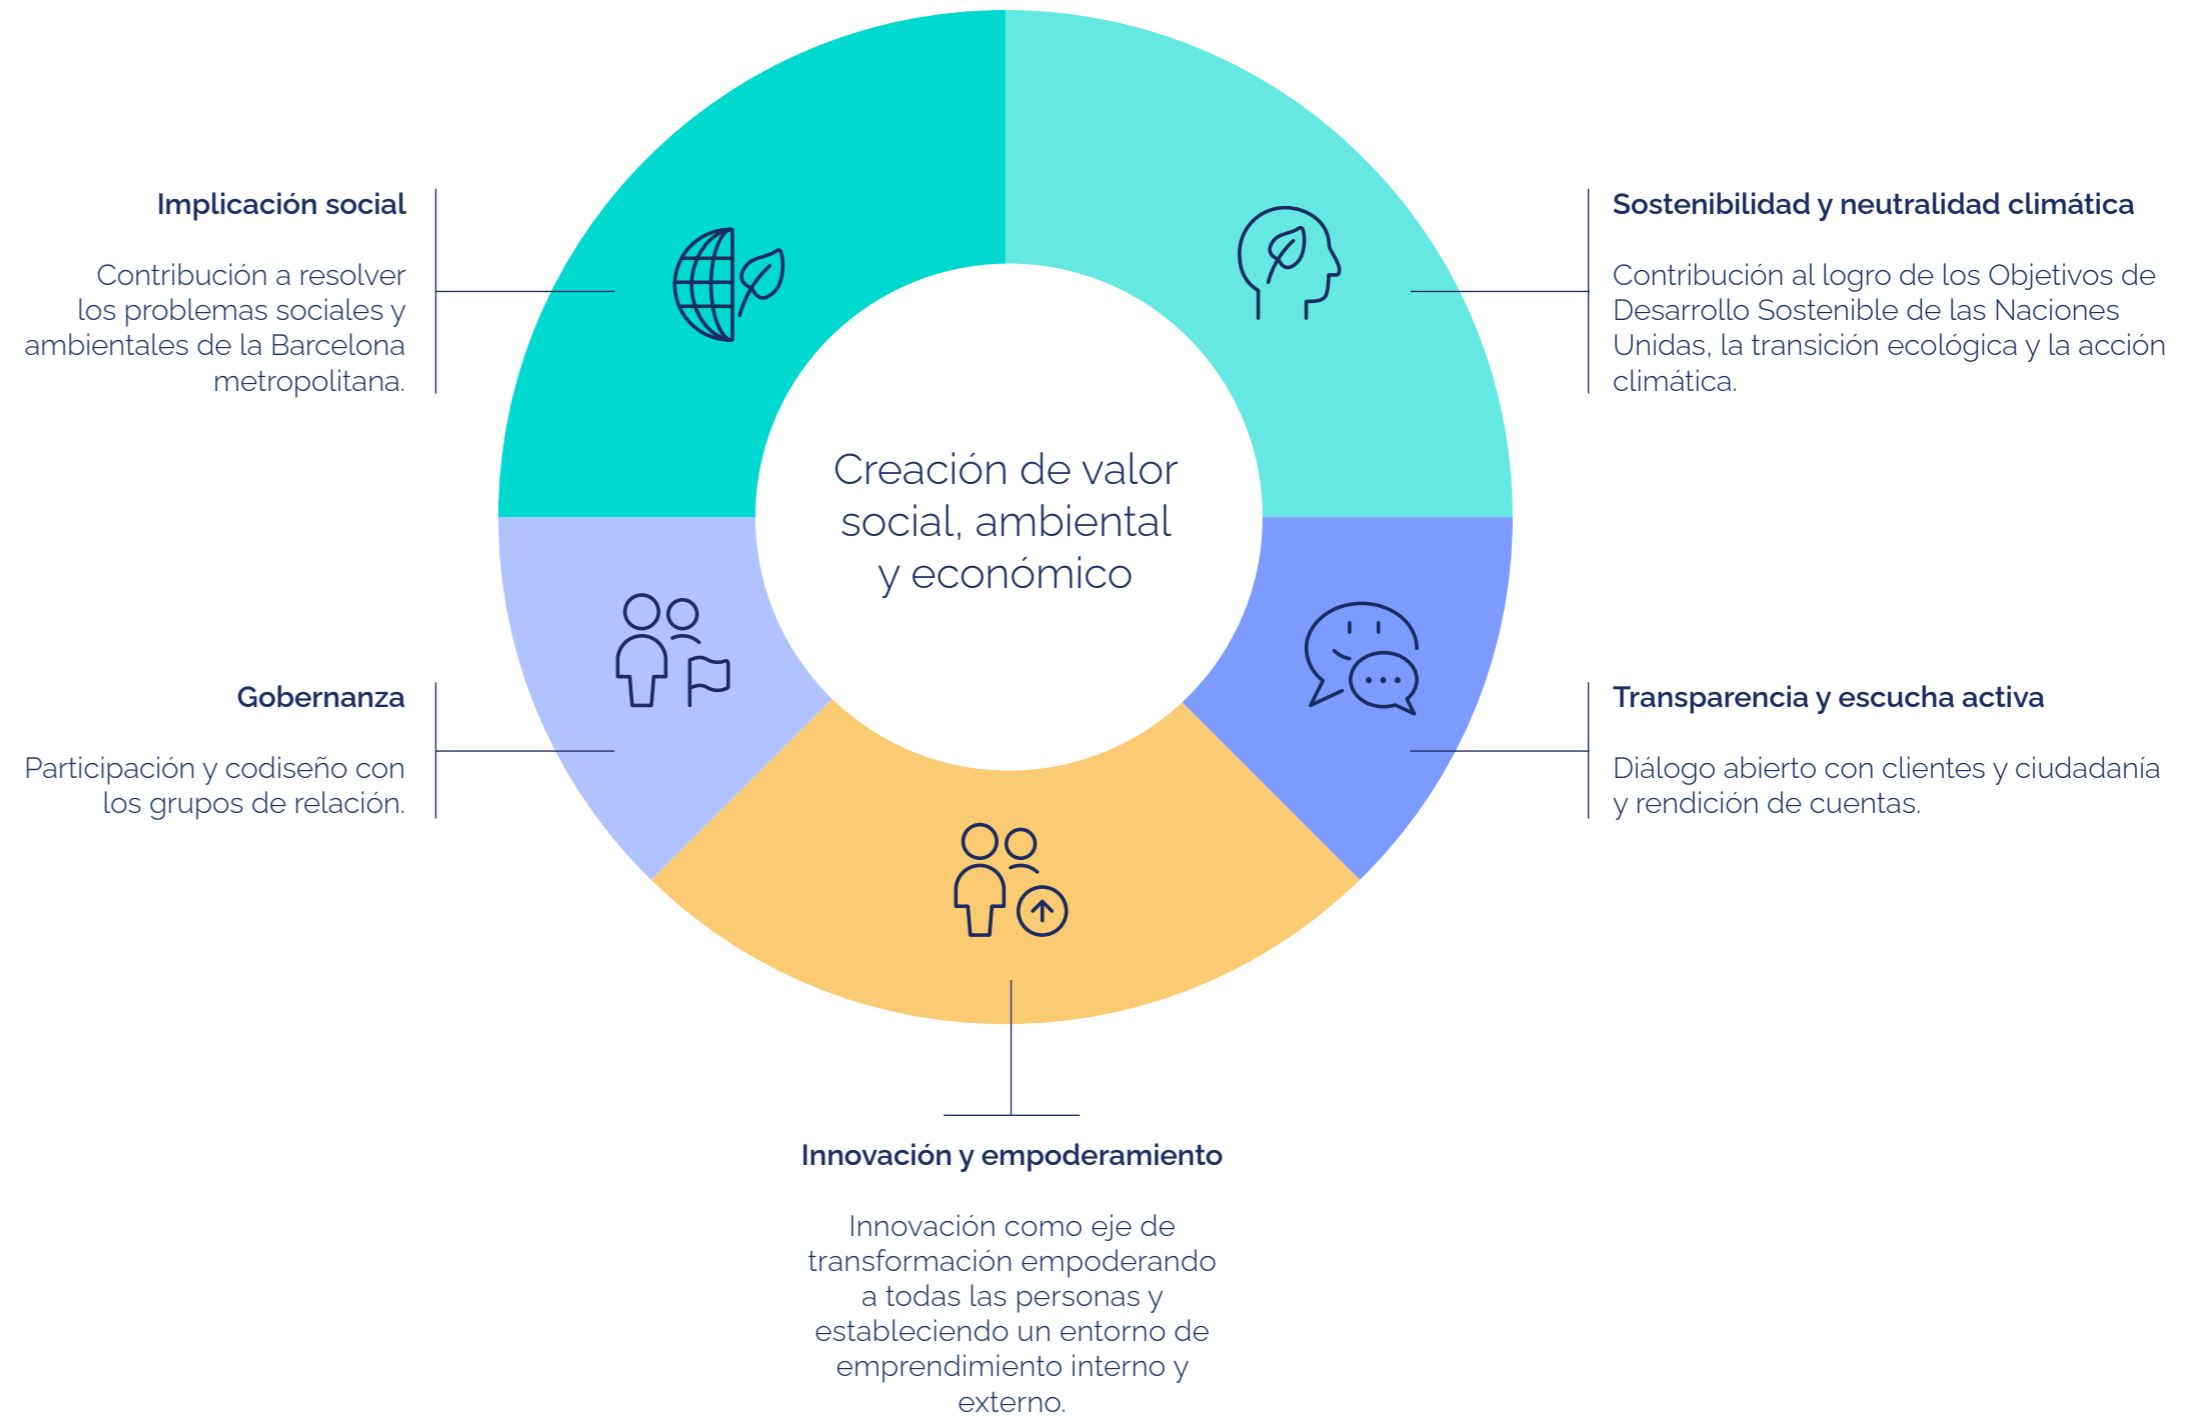 Implicación social
Contribución a resolver
los problemas sociales y
ambientales de la Barcelona
metropolitana.
Sostenibilidad y neutralidad climática
Contribución al logro de los Objetivos de
Desarrollo Sostenible de las Naciones
Unidas, la transición ecológica y la acción
climática.
Creación de valor
social, ambiental
y económico
Gobernanza
Participación y codiseño con
los grupos de relación.
Transparencia y escucha activa
Diálogo abierto con clientes y ciudadanía
y rendición de cuentas.
Innovación y empoderamiento
Innovación como eje de
transformación empoderando
a todas las personas y
estableciendo un entorno de
emprendimiento interno y
externo.